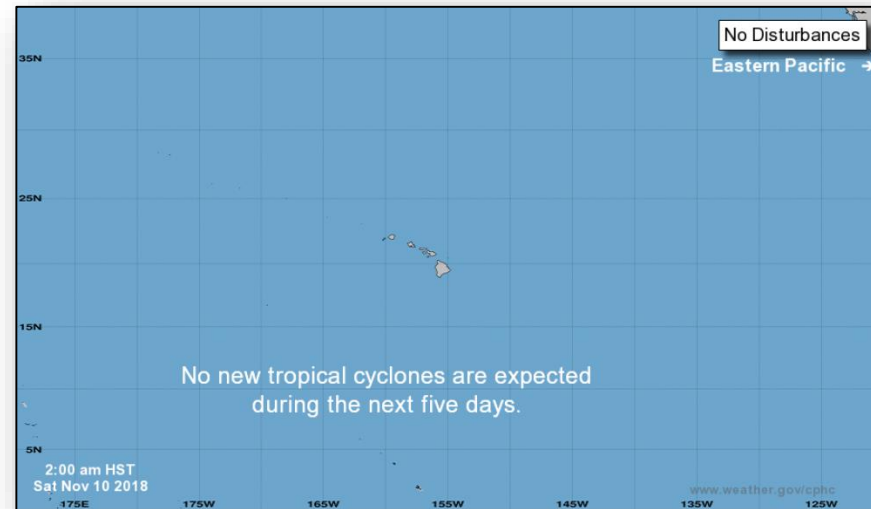 No Disturbances
Eastern Pacific →
35N
25N
15N
No new tropical cyclones are expected
during the next five days.
5N
2:00 am HST
Sat Nov 10 2018
www.weather.gov/cphc
175E
175W
165W
155W
145W
135W
125W